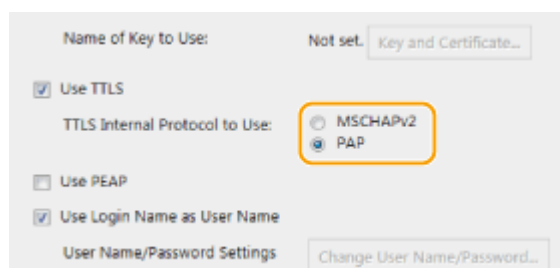 Name of Key to Use: Not set. Key and Certificate...
Use TTLS
TTLS Internal Protocol to Use: MSCHAPv2
PAP
Use PEAP
Use Login Name as User Name
User Name/Password Settings Change User Name/Password...